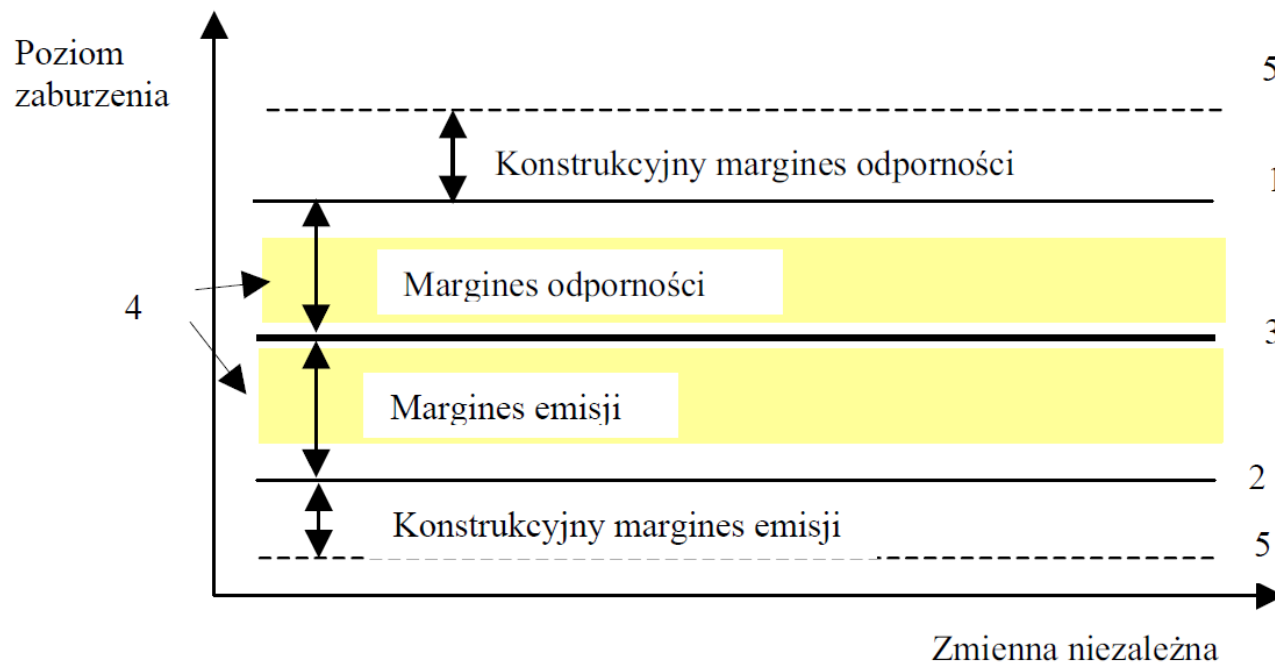 Poziom
zaburzenia
5
Konstrukcyjny margines odporności
1
Margines odporności
4
3
Margines emisji
2
Konstrukcyjny margines emisji
5
Zmienna niezależna